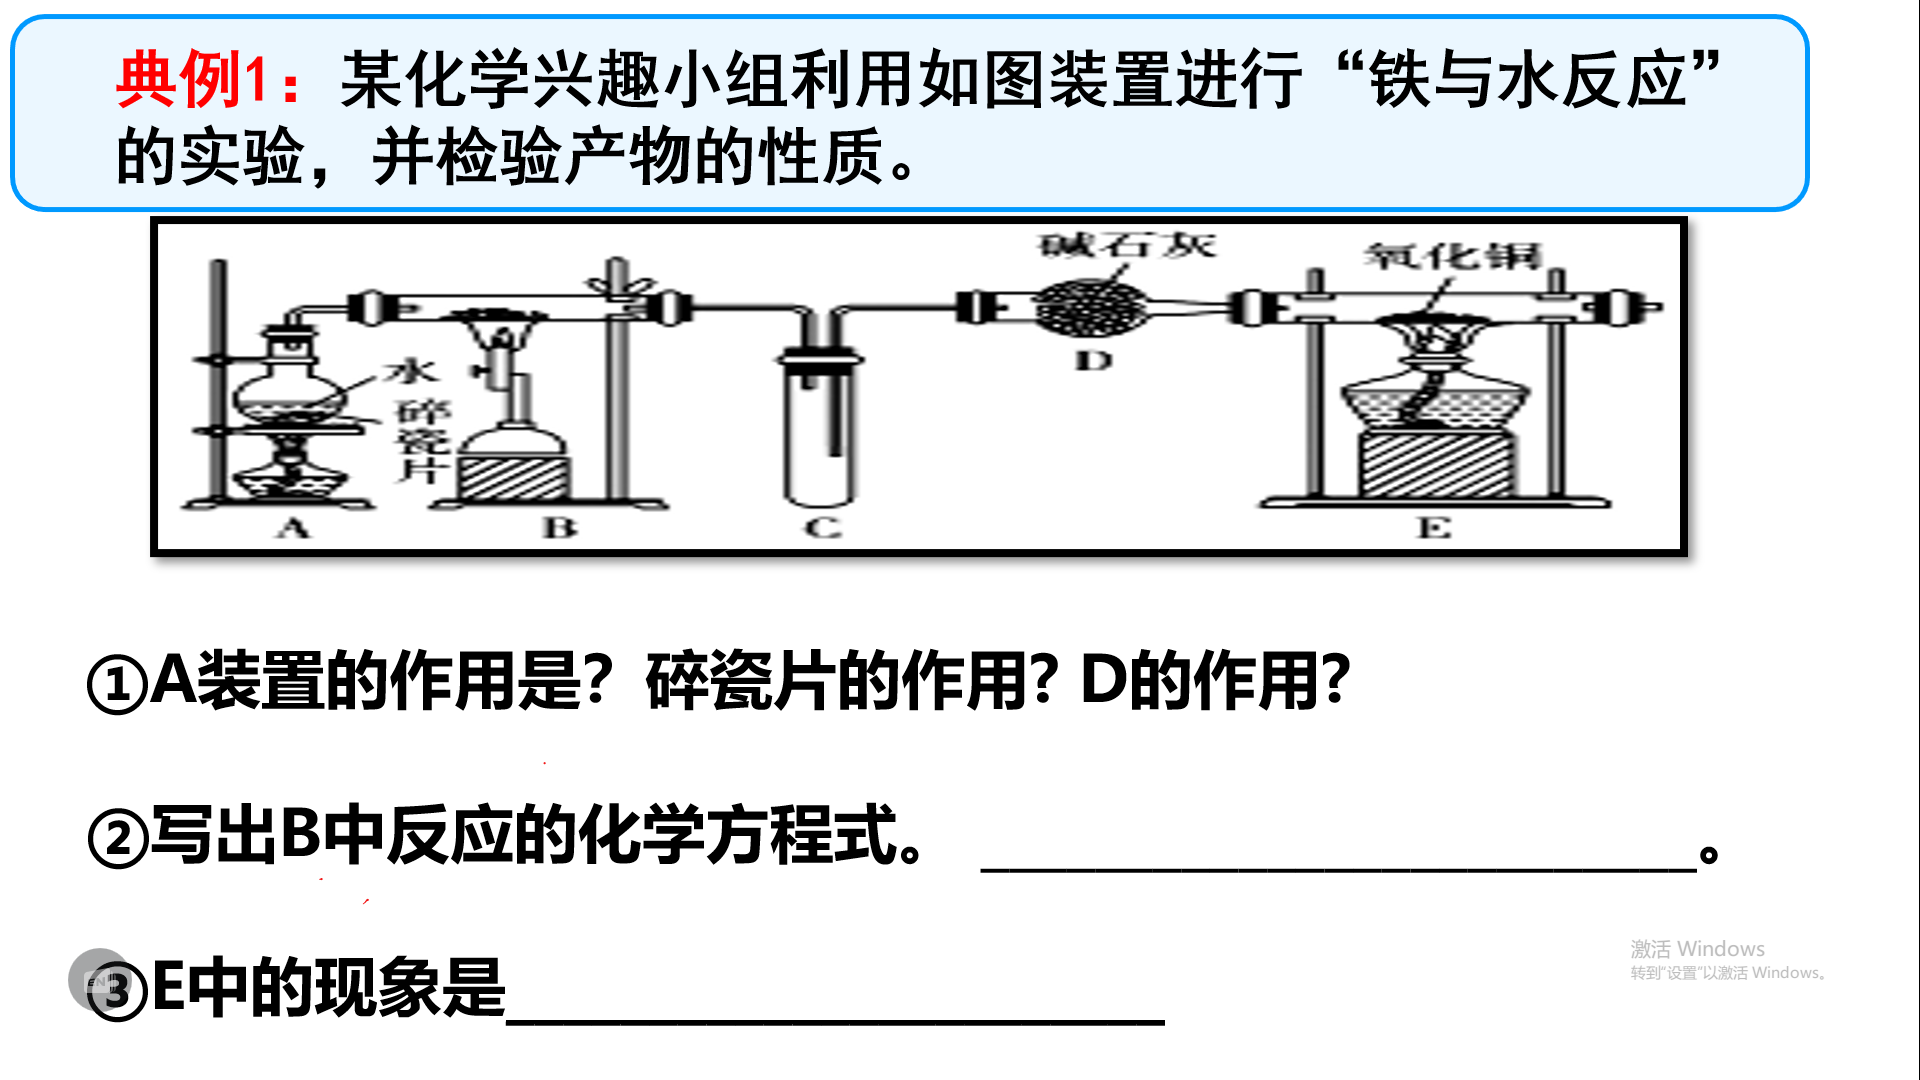 典例1：某化学兴趣小组利用如图装置进行“铁与水反应”
的实验，并检验产物的性质。
碱石灰
氧化铜
水
碎
瓷
片
D
A
B
C
E
①A装置的作用是？碎瓷片的作用？D的作用？
②写出B中反应的化学方程式。 ______________________。
③E中的现象是____________________
激活 Windows
转到“设置”以激活 Windows。